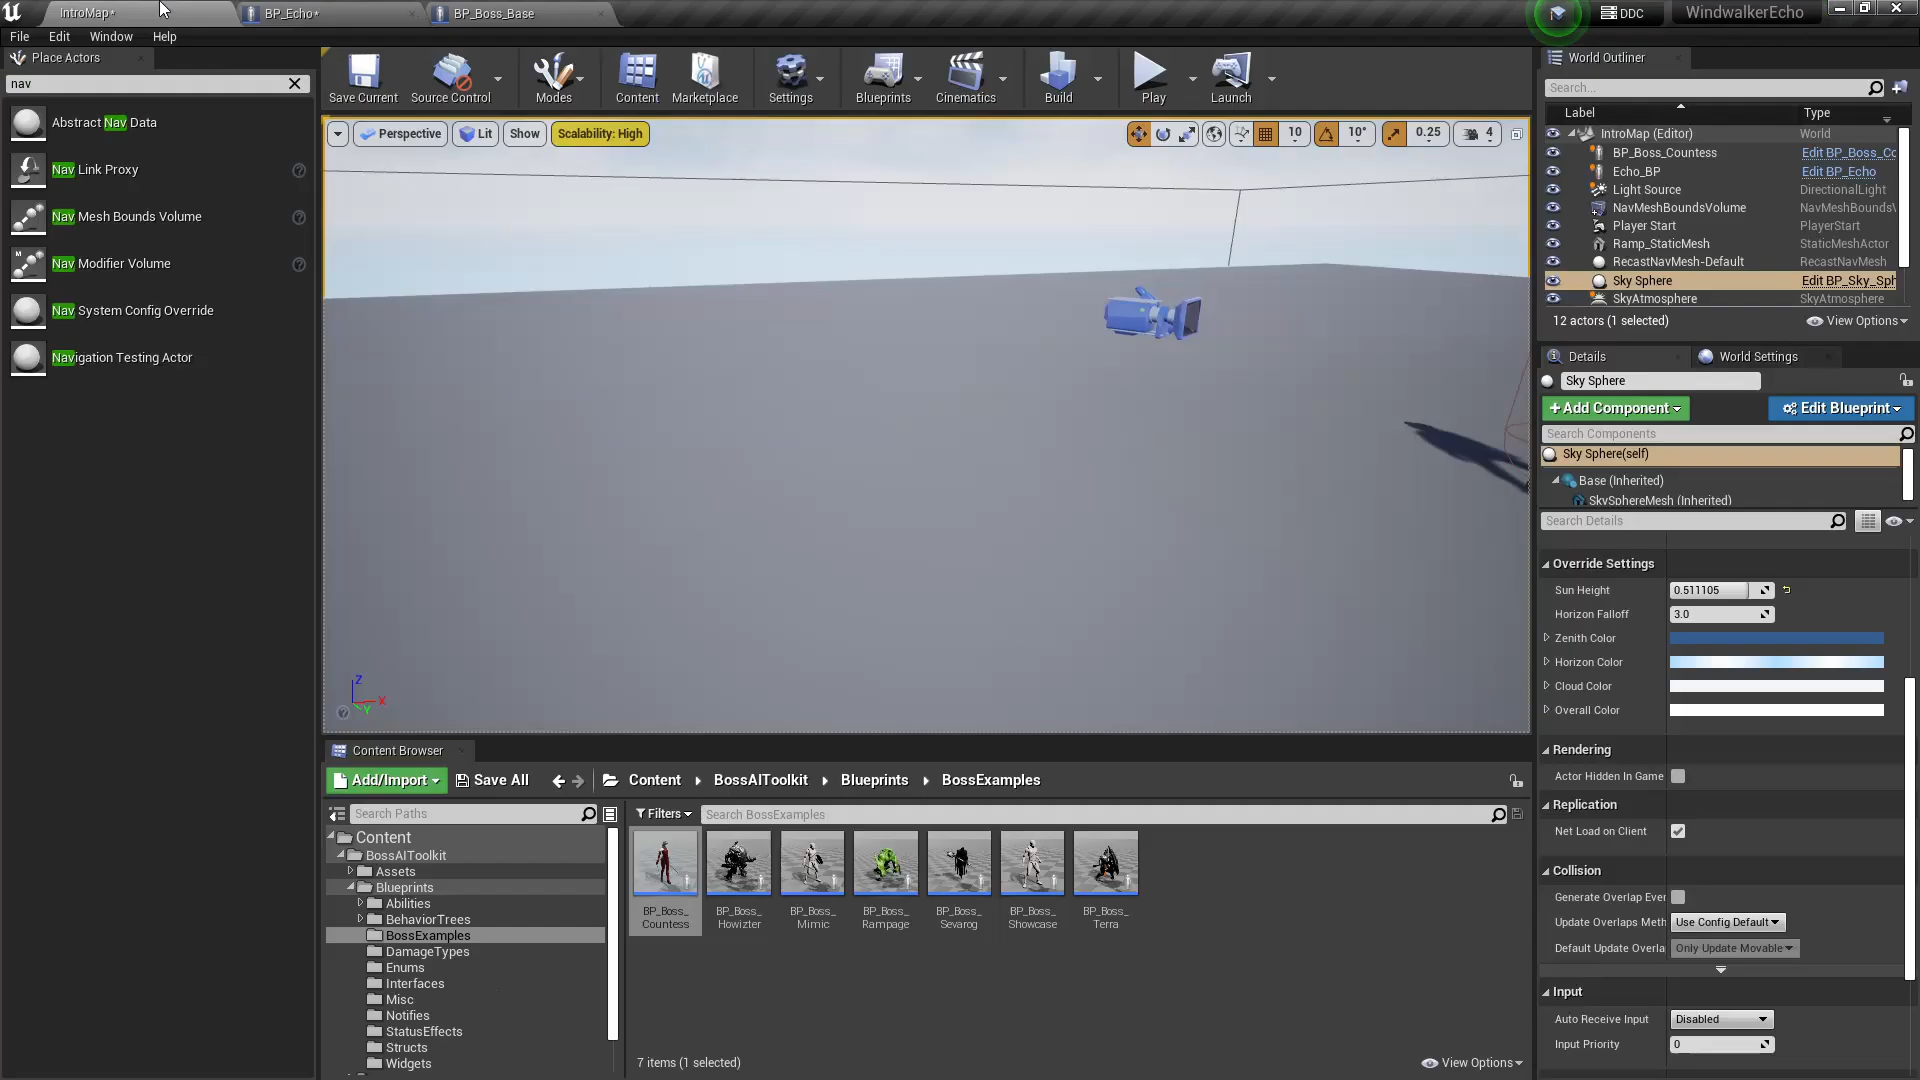 IntroMap*
BP_Echo*
BP_Boss_Base
DDC
WindwalkerEcho
File Edit Window Help
Place Actors
nav
Abstract Nav Data
Nav Link Proxy
Nav Mesh Bounds Volume
Nav Modifier Volume
Nav System Config Override
Navigation Testing Actor
Save Current
Source Control
Modes
Content
Marketplace
Settings
Blueprints
Cinematics
Build
Play
Launch
Perspective
Lit
Show
Scalability: High
10
10°
0.25
4
Z
X
Y
Content Browser
Add/Import
Save All
Content
BossAIToolkit
Blueprints
BossExamples
Search Paths
Content
BossAIToolkit
Assets
Blueprints
Abilities
BehaviorTrees
BossExamples
DamageTypes
Enums
Interfaces
Misc
Notifies
StatusEffects
Structs
Widgets
Filters
Search BossExamples
BP_Boss_
Countess
BP_Boss_
Howizter
BP_Boss_
Mimic
BP_Boss_
Rampage
BP_Boss_
Sevarog
BP_Boss_
Showcase
BP_Boss_
Terra
7 items (1 selected)
View Options
World Outliner
Search...
Label Type
IntroMap (Editor) World
BP_Boss_Countess Edit BP_Boss_Co
Echo_BP Edit BP_Echo
Light Source DirectionalLight
NavMeshBoundsVolume NavMeshBoundsV
Player Start PlayerStart
Ramp_StaticMesh StaticMeshActor
RecastNavMesh-Default RecastNavMesh
Sky Sphere Edit BP_Sky_Sph
SkyAtmosphere SkyAtmosphere
12 actors (1 selected)
View Options
Details
World Settings
Sky Sphere
+Add Component
Edit Blueprint
Search Components
Sky Sphere(self)
Base (Inherited)
SkySphereMesh (Inherited)
Search Details
Override Settings
Sun Height 0.511105
Horizon Falloff 3.0
Zenith Color
Horizon Color
Cloud Color
Overall Color
Rendering
Actor Hidden In Game
Replication
Net Load on Client
Collision
Generate Overlap Ever
Update Overlaps Meth Use Config Default
Default Update Overla Only Update Movable
Input
Auto Receive Input Disabled
Input Priority 0